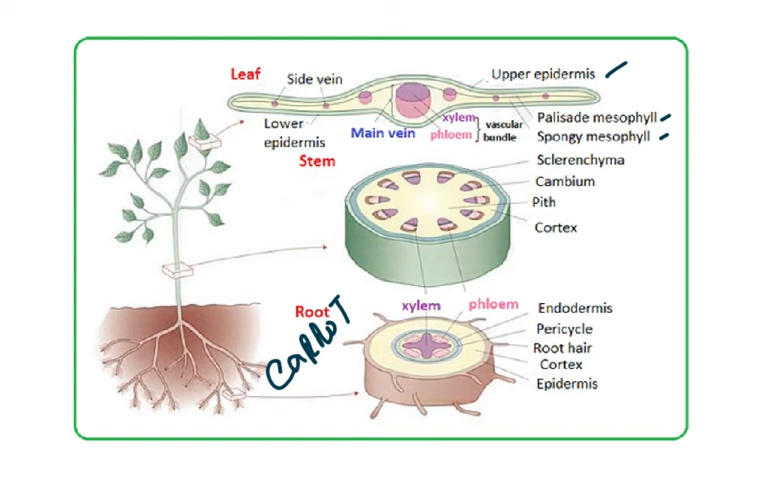 Leaf
Side vein
Upper epidermis
Lower
epidermis
Main vein
xylem
phloem
vascular
bundle
Palisade mesophyll
Spongy mesophyll
Stem
Sclerenchyma
Cambium
Pith
Cortex
xylem
phloem
Root
CARROT
Endodermis
Pericycle
Root hair
Cortex
Epidermis